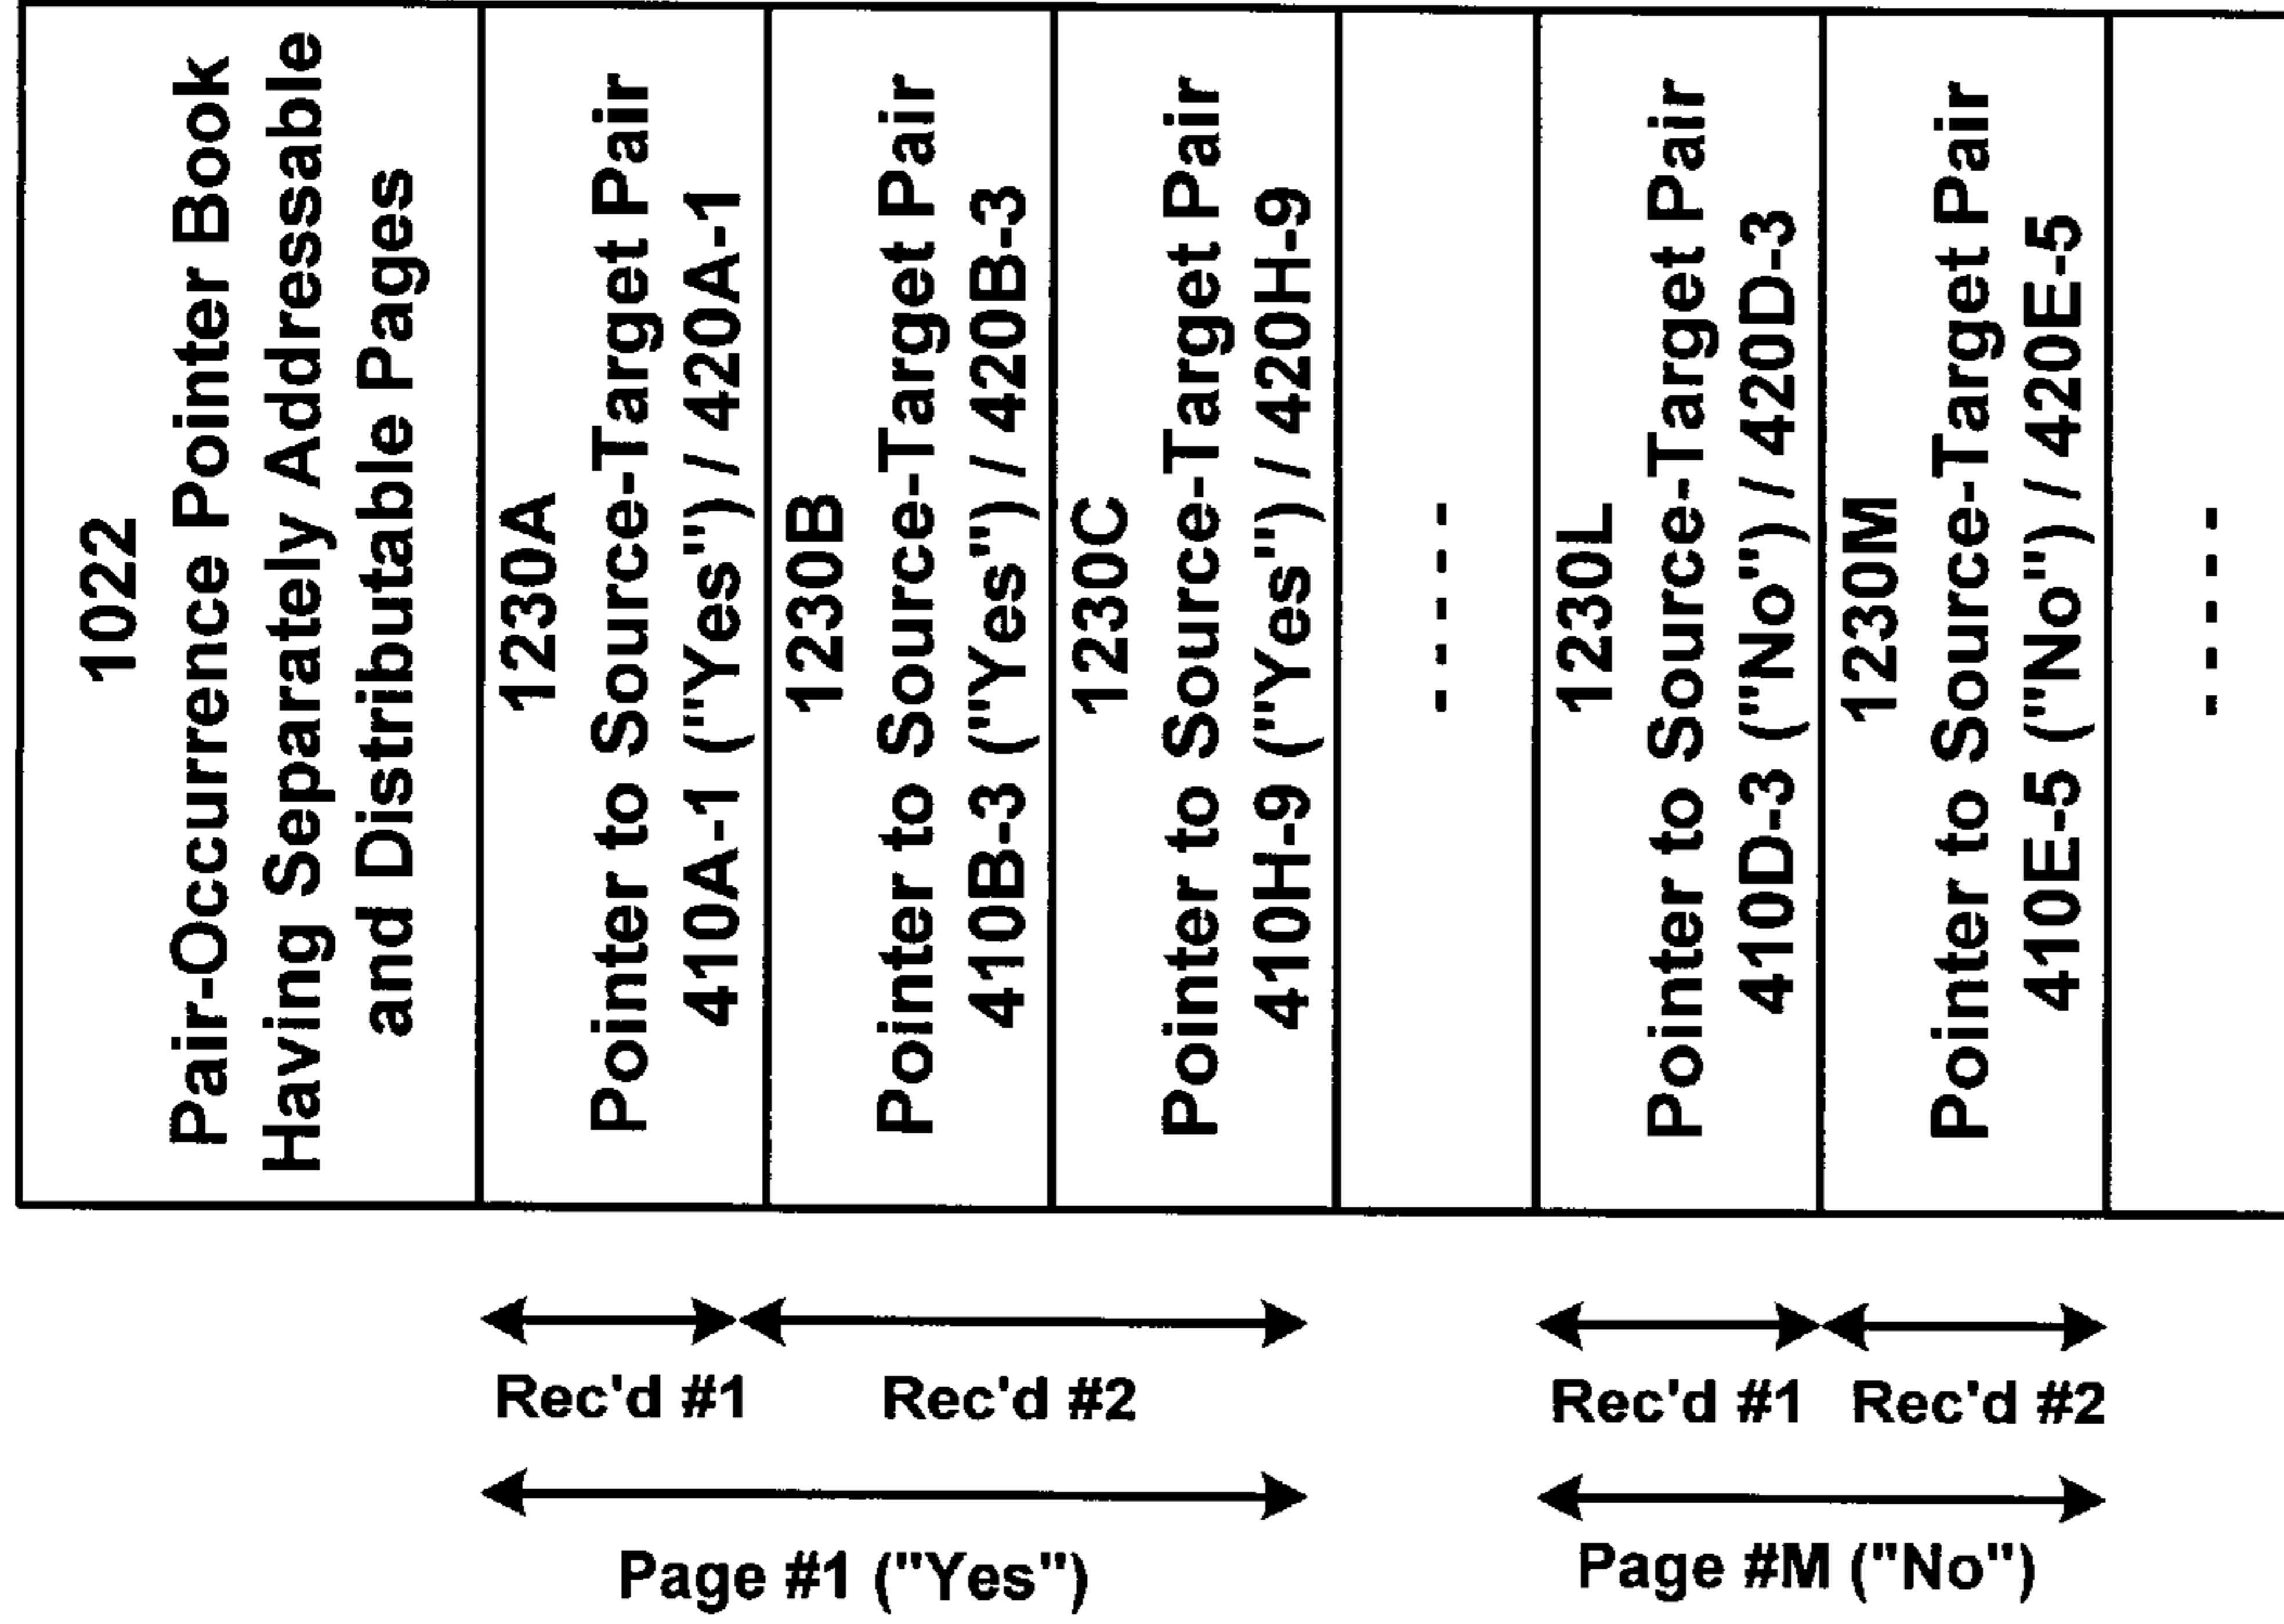 1022
Pair-Occurrence Pointer Book
Having Separately Addressable
and Distributable Pages
1230A
Pointer to Source-Target Pair
410A-1 ("Yes") / 420A-1
1230B
Pointer to Source-Target Pair
410B-3 ("Yes") / 420B-3
1230C
Pointer to Source-Target Pair
410H-9 ("Yes") / 420H-9
-----
1230L
Pointer to Source-Target Pair
410D-3 ("No") / 420D-3
1230M
Pointer to Source-Target Pair
410E-5 ("No") / 420E-5
-----
Rec'd #1 Rec'd #2 Rec'd #1 Rec'd #2
Page #1 ("Yes") Page #M ("No")